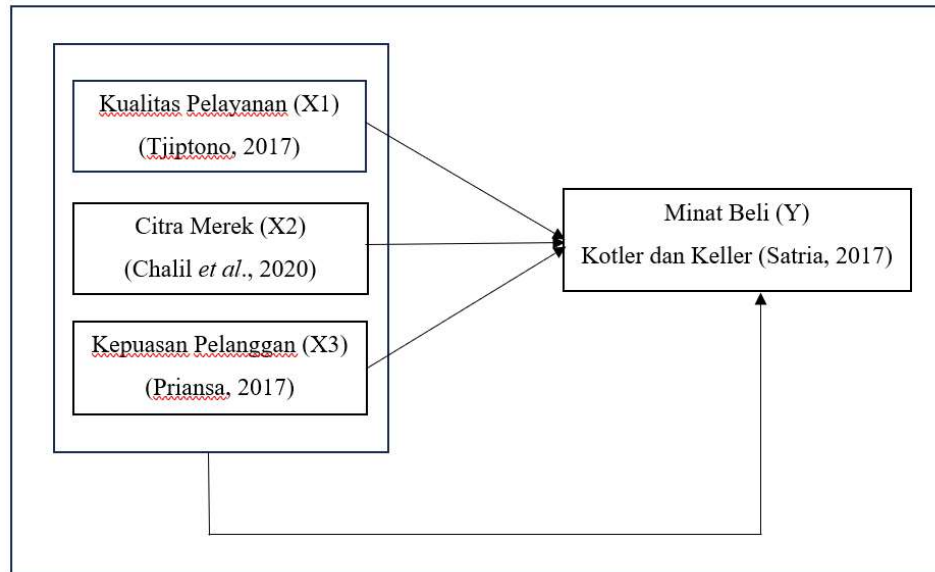 Kualitas Pelayanan (X1)
(Tjiptono, 2017)
Citra Merek (X2)
(Chalil et al., 2020)
Kepuasan Pelanggan (X3)
(Priansa, 2017)
Minat Beli (Y)
Kotler dan Keller (Satria, 2017)